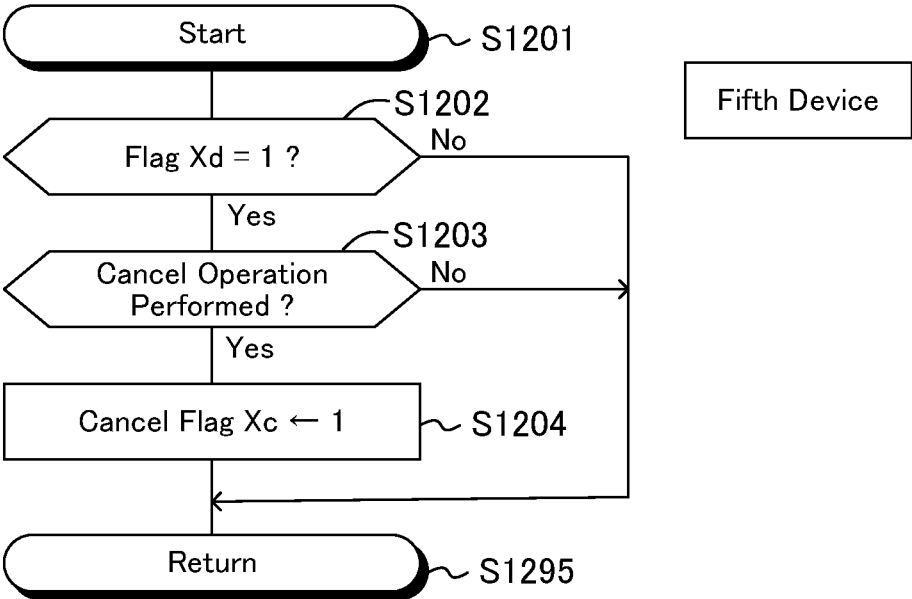 Start
S1201
Fifth Device
S1202
Flag Xd = 1 ?
No
Yes
S1203
Cancel Operation
Performed ?
No
Yes
Cancel Flag Xc ← 1
S1204
Return
S1295